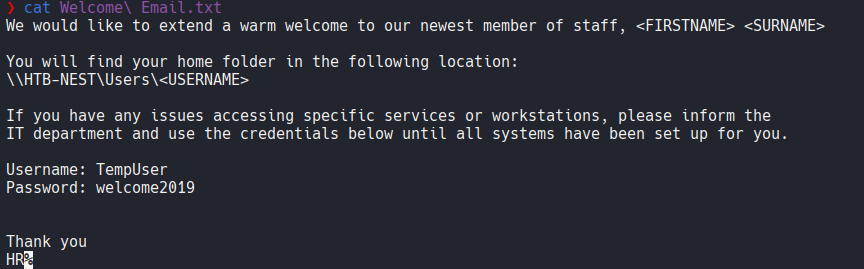 ❯ cat Welcome\ Email.txt
We would like to extend a warm welcome to our newest member of staff, <FIRSTNAME> <SURNAME>
You will find your home folder in the following location:
\\HTB-NEST\Users\<USERNAME>
If you have any issues accessing specific services or workstations, please inform the
IT department and use the credentials below until all systems have been set up for you.
Username: TempUser
Password: welcome2019
Thank you
HR%